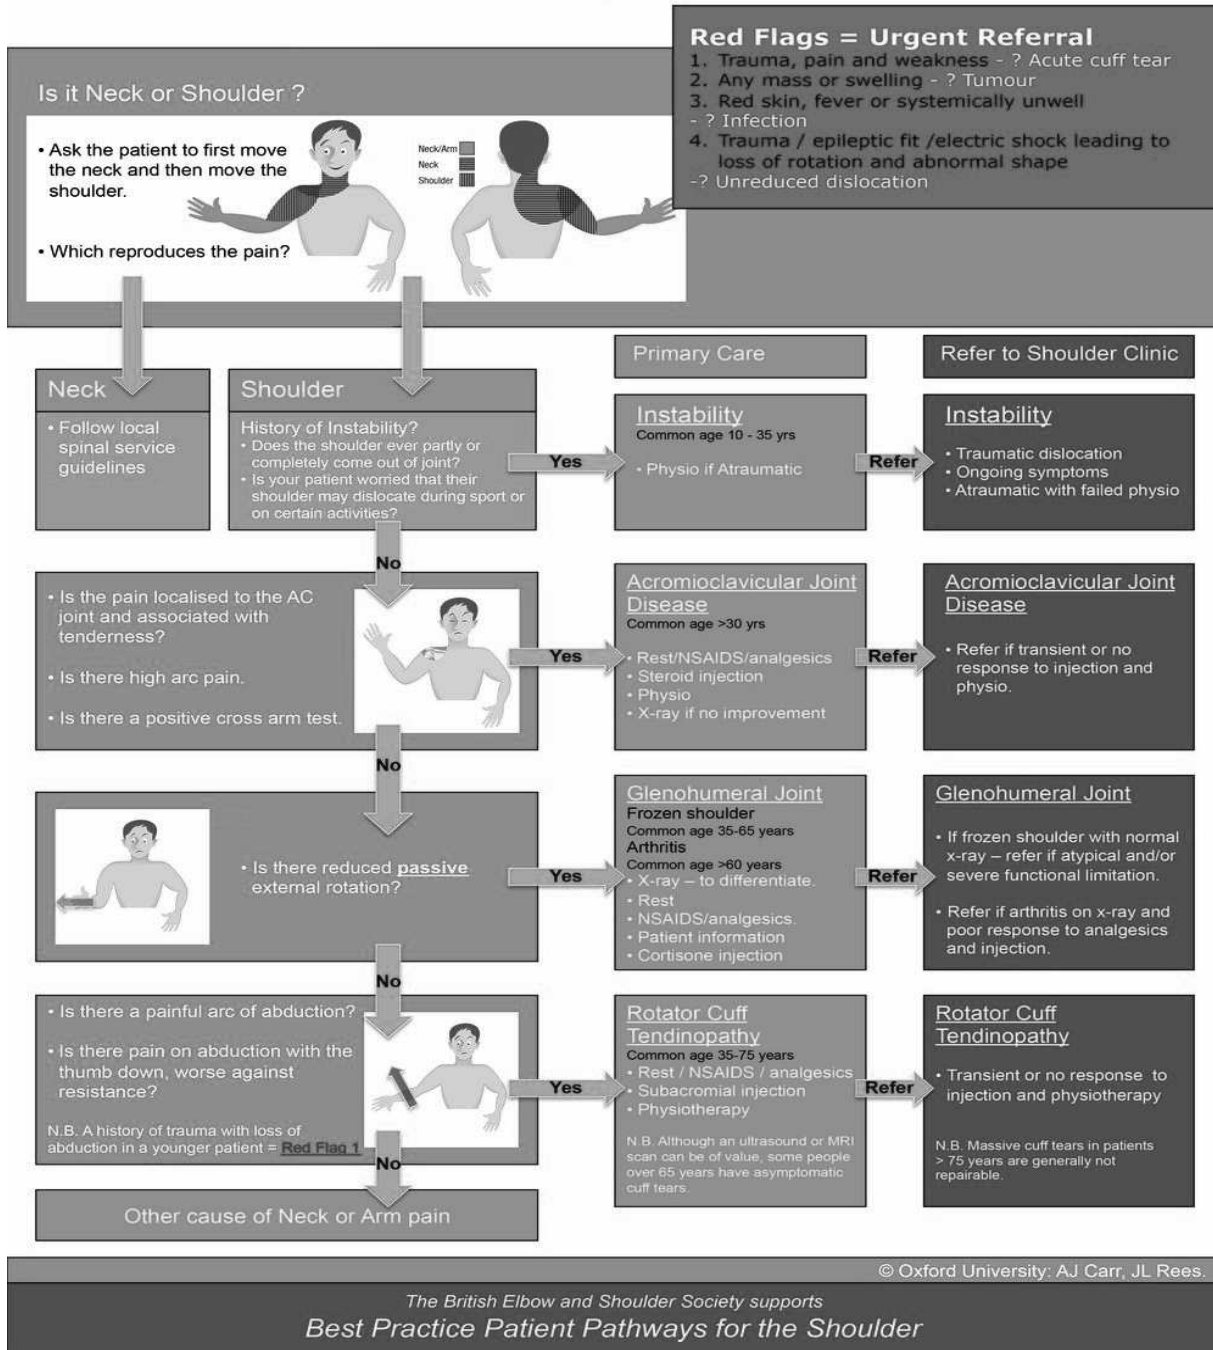 Red Flags = Urgent Referral
1. Trauma, pain and weakness - ? Acute cuff tear
2. Any mass or swelling - ? Tumour
3. Red skin, fever or systemically unwell
- ? Infection
4. Trauma / epileptic fit /electric shock leading to
loss of rotation and abnormal shape
-? Unreduced dislocation
Is it Neck or Shoulder ?
• Ask the patient to first move
the neck and then move the
shoulder.
• Which reproduces the pain?
Neck/Arm
Neck
Shoulder
Primary Care
Refer to Shoulder Clinic
Neck
• Follow local
spinal service
guidelines
Shoulder
History of Instability?
• Does the shoulder ever partly or
completely come out of joint?
• Is your patient worried that their
shoulder may dislocate during sport or
on certain activities?
Yes
Instability
Common age 10 - 35 yrs
• Physio if Atraumatic
Refer
Instability
• Traumatic dislocation
• Ongoing symptoms
• Atraumatic with failed physio
No
• Is the pain localised to the AC
joint and associated with
tenderness?
• Is there high arc pain.
• Is there a positive cross arm test.
Yes
Acromioclavicular Joint
Disease
Common age >30 yrs
• Rest/NSAIDS/analgesics
• Steroid injection
• Physio
• X-ray if no improvement
Refer
Acromioclavicular Joint
Disease
• Refer if transient or no
response to injection and
physio.
No
• Is there reduced passive
external rotation?
Yes
Glenohumeral Joint
Frozen shoulder
Common age 35-65 years
Arthritis
Common age >60 years
• X-ray – to differentiate.
• Rest
• NSAIDS/analgesics.
• Patient information
• Cortisone injection
Refer
Glenohumeral Joint
• If frozen shoulder with normal
x-ray – refer if atypical and/or
severe functional limitation.
• Refer if arthritis on x-ray and
poor response to analgesics
and injection.
No
• Is there a painful arc of abduction?
• Is there pain on abduction with the
thumb down, worse against
resistance?
N.B. A history of trauma with loss of
abduction in a younger patient = Red Flag 1
Yes
Rotator Cuff
Tendinopathy
Common age 35-75 years
• Rest / NSAIDS / analgesics
• Subacromial injection
• Physiotherapy
N.B. Although an ultrasound or MRI
scan can be of value, some people
over 65 years have asymptomatic
cuff tears.
Refer
Rotator Cuff
Tendinopathy
• Transient or no response to
injection and physiotherapy
N.B. Massive cuff tears in patients
> 75 years are generally not
repairable.
No
Other cause of Neck or Arm pain
© Oxford University: AJ Carr, JL Rees.
The British Elbow and Shoulder Society supports
Best Practice Patient Pathways for the Shoulder